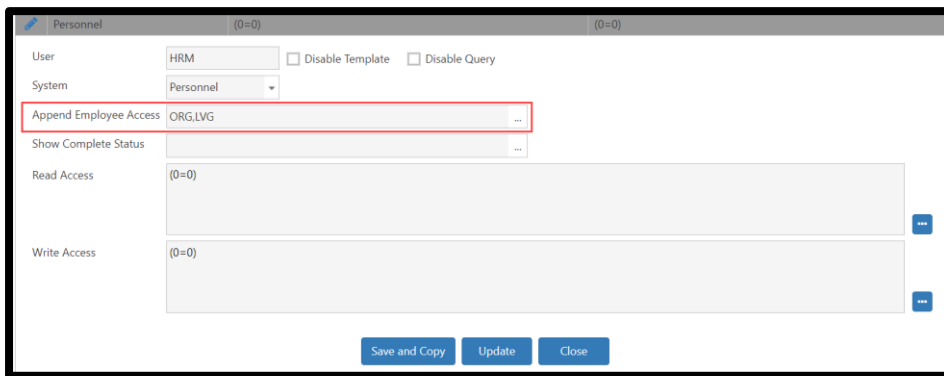 Personnel (0=0) (0=0)
User HRM Disable Template Disable Query
System Personnel
Append Employee Access ORG,LVG ...
Show Complete Status ...
Read Access (0=0)
...
Write Access (0=0)
...
Save and Copy Update Close